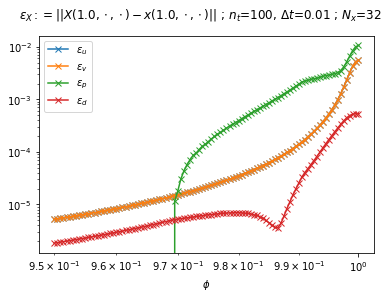 ε_X := ||X(1.0, ·, ·) − x(1.0, ·, ·)|| ; n_t=100, Δt=0.01 ; N_x=32
10⁻²
10⁻³
10⁻⁴
10⁻⁵
ε_u
ε_v
ε_p
ε_d
9.5 × 10⁻¹ 9.6 × 10⁻¹ 9.7 × 10⁻¹ 9.8 × 10⁻¹ 9.9 × 10⁻¹ 10⁰
ϕ